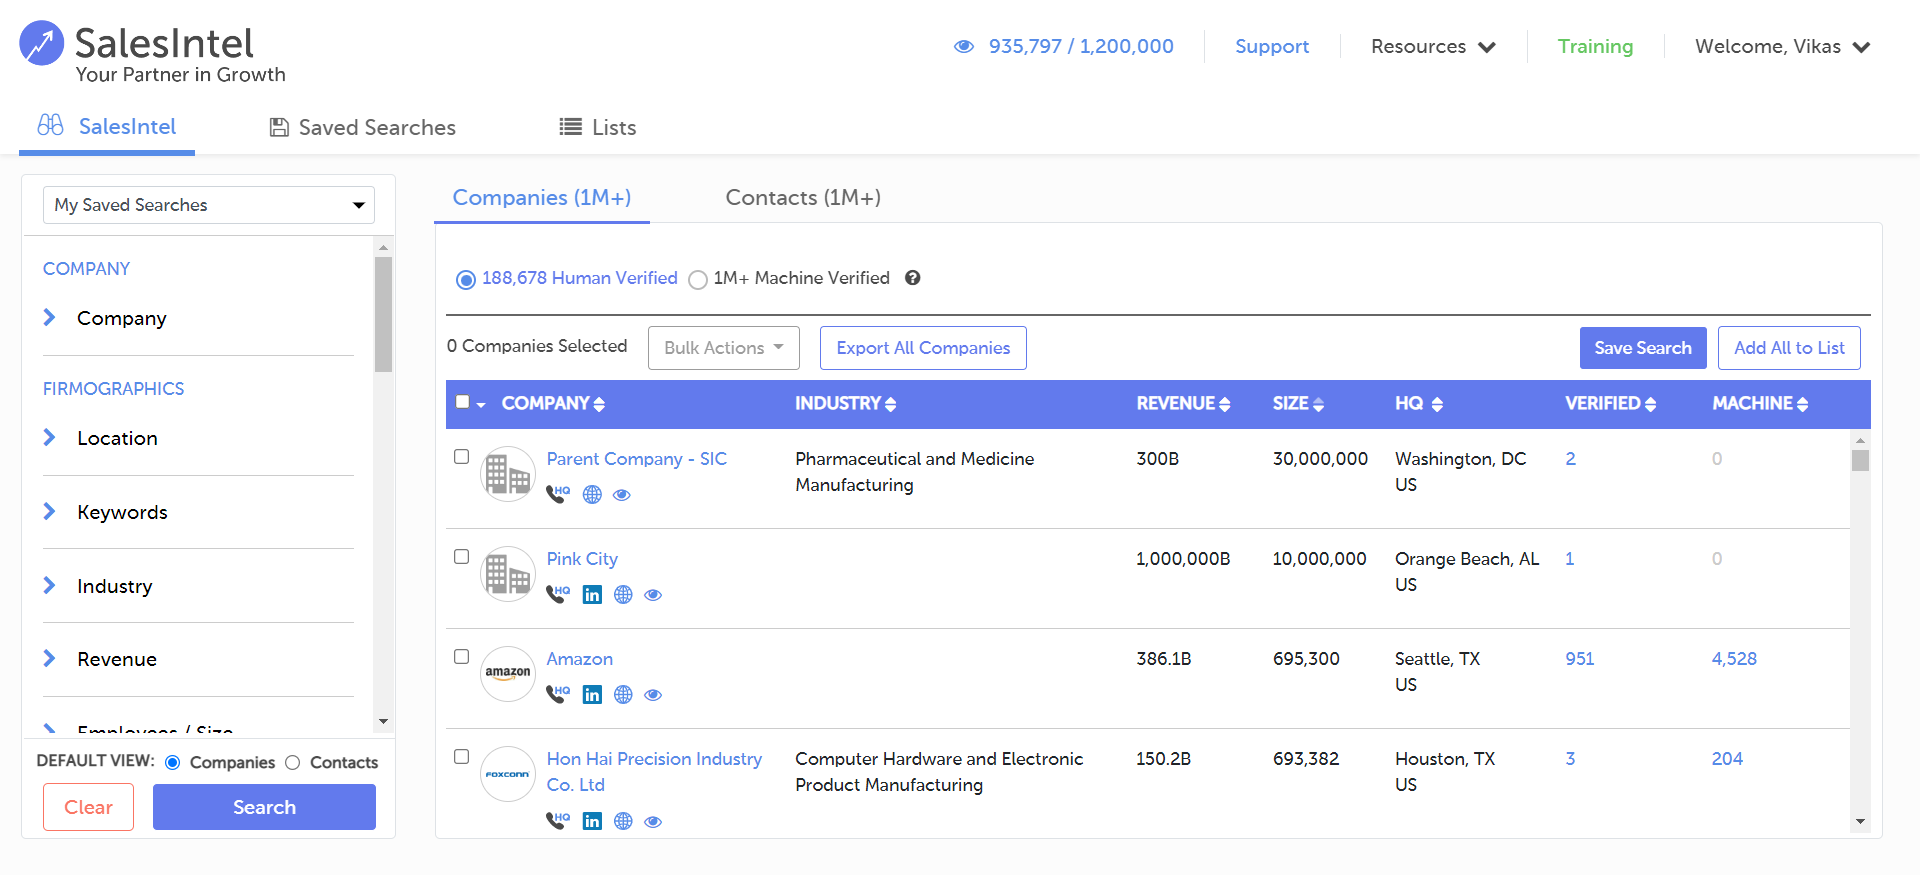 SalesIntel
Your Partner in Growth
935,797 / 1,200,000
Support
Resources
Training
Welcome, Vikas
SalesIntel
Saved Searches
Lists
My Saved Searches
COMPANY
Company
FIRMOGRAPHICS
Location
Keywords
Industry
Revenue
Employees / Size
DEFAULT VIEW:
Companies
Contacts
Clear
Search
Companies (1M+)
Contacts (1M+)
188,678 Human Verified
1M+ Machine Verified
?
0 Companies Selected
Bulk Actions
Export All Companies
Save Search
Add All to List
COMPANY
INDUSTRY
REVENUE
SIZE
HQ
VERIFIED
MACHINE
Parent Company - SIC
HQ
Pharmaceutical and Medicine
Manufacturing
300B
30,000,000
Washington, DC
US
2
0
Pink City
HQ
in
1,000,000B
10,000,000
Orange Beach, AL
US
1
0
amazon
Amazon
HQ
in
386.1B
695,300
Seattle, TX
US
951
4,528
FOXCONN
Hon Hai Precision Industry
Co. Ltd
HQ
in
Computer Hardware and Electronic
Product Manufacturing
150.2B
693,382
Houston, TX
US
3
204